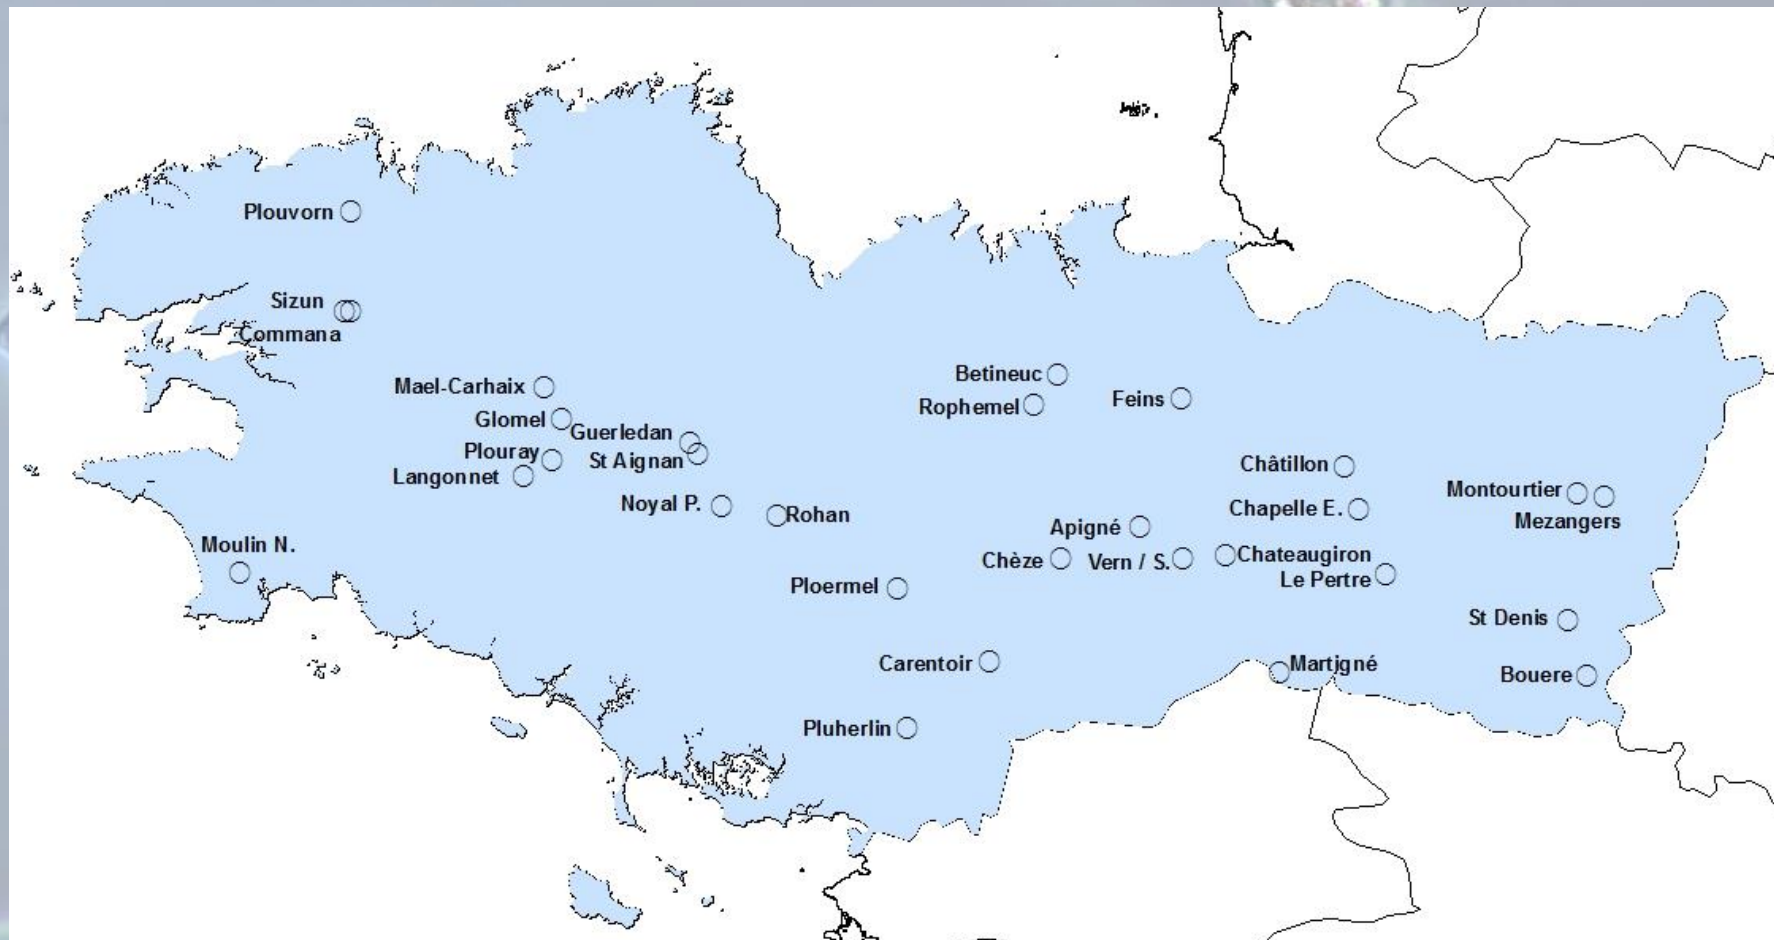 Plouvorn
Sizun
Commana
Mael-Carhaix
Glomel
Guerledan
Plouray
St Aignan
Langonnet
Noyal P.
Rohan
Moulin N.
Betineuc
Rophemel
Feins
Châtillon
Chapelle E.
Montourtier
Mezangers
Apigné
Chèze
Vern / S.
Chateaugiron
Le Pertre
Ploermel
St Denis
Carentoir
Martigné
Bouere
Pluherlin